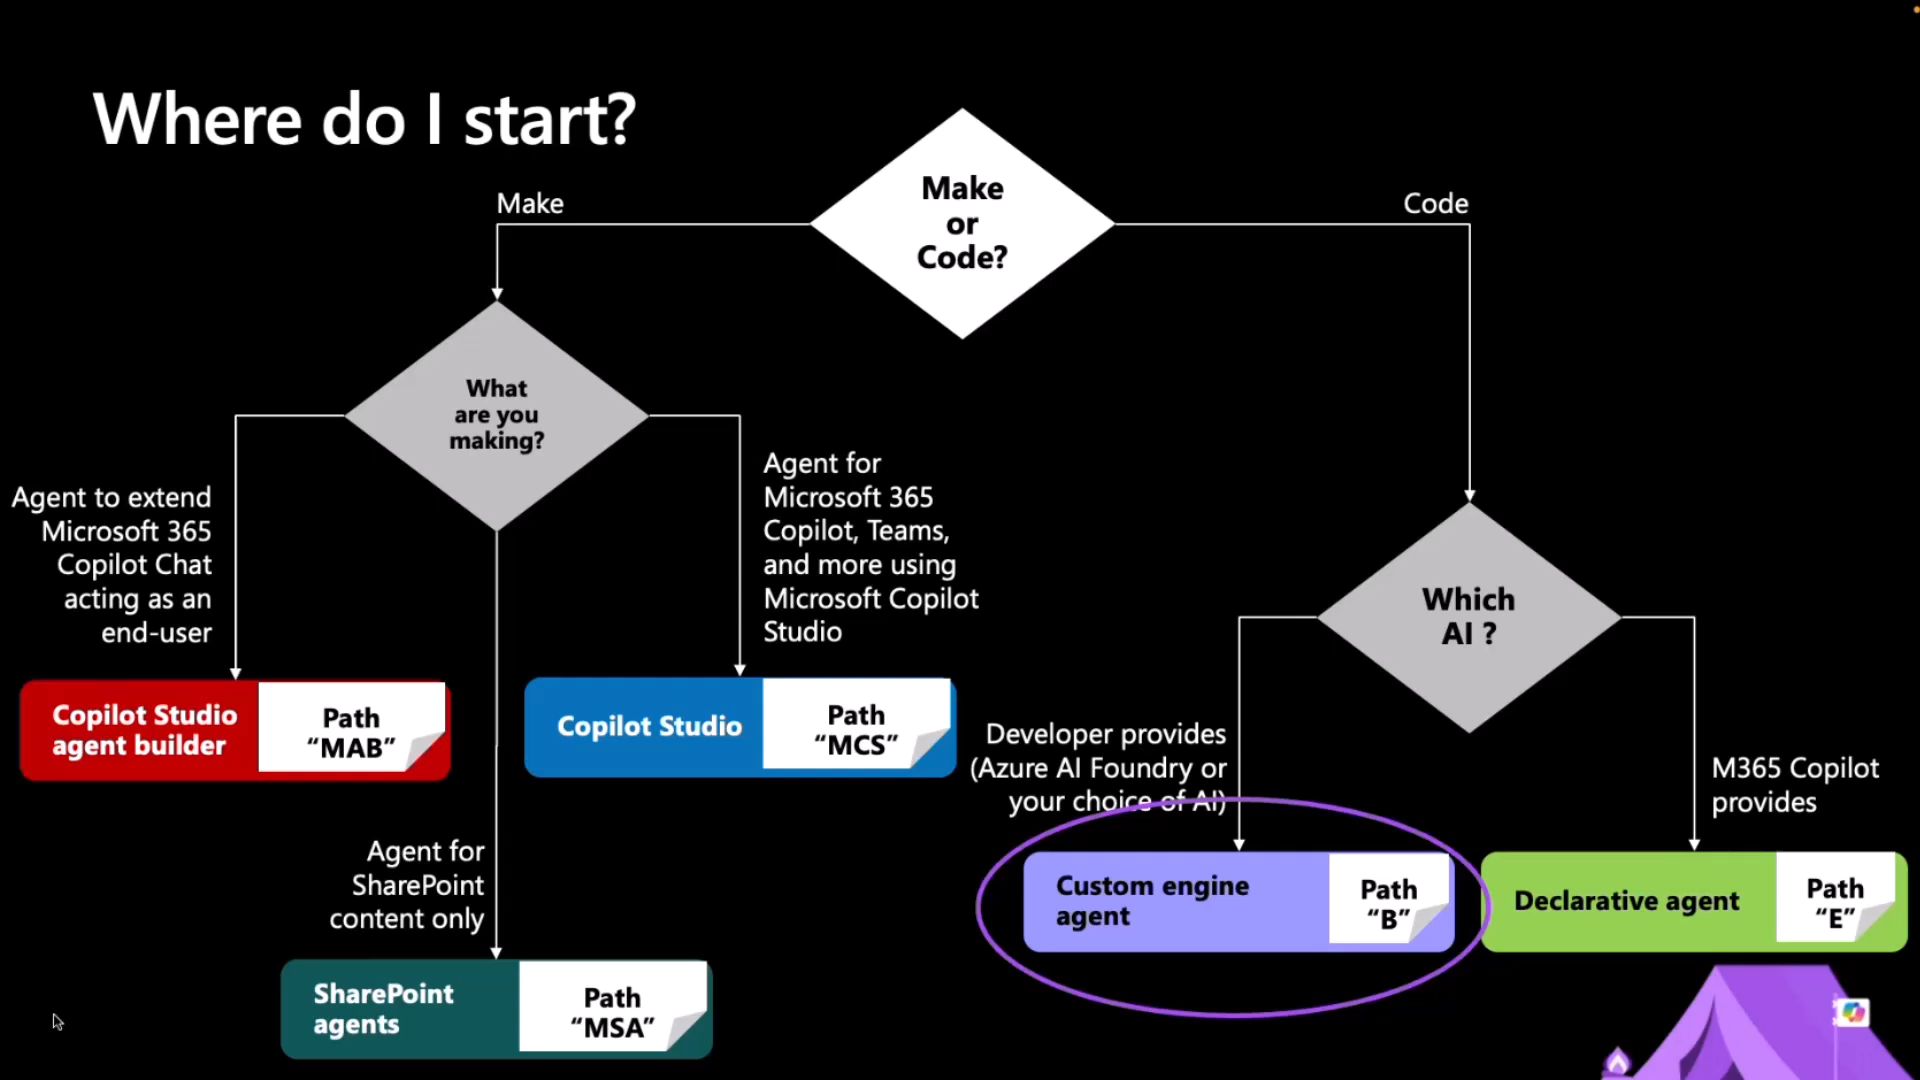 Where do I start?
Make
or
Code?
Make
Code
What
are you
making?
Agent to extend
Microsoft 365
Copilot Chat
acting as an
end-user
Agent for
Microsoft 365
Copilot, Teams,
and more using
Microsoft Copilot
Studio
Which
AI ?
Copilot Studio
agent builder
Path
“MAB”
Copilot Studio
Path
“MCS”
Developer provides
(Azure AI Foundry or
your choice of AI)
M365 Copilot
provides
Agent for
SharePoint
content only
Custom engine
agent
Path
“B”
Declarative agent
Path
“E”
SharePoint
agents
Path
“MSA”